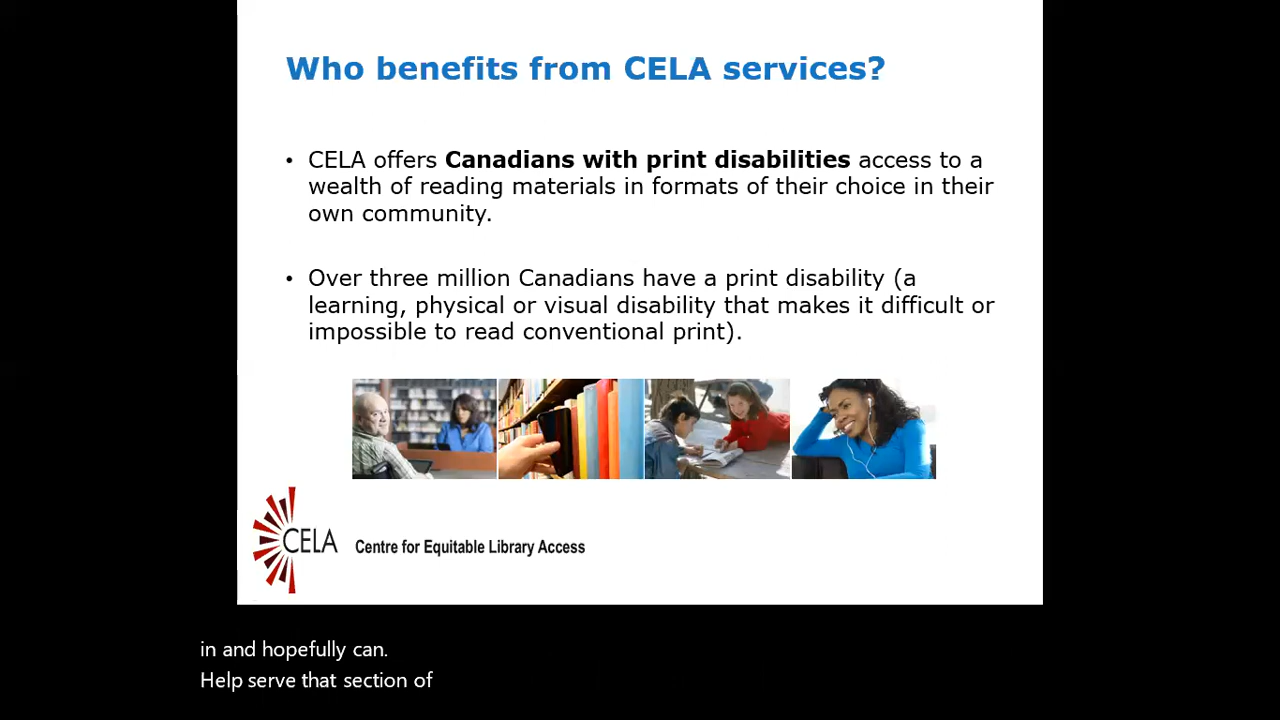 Who benefits from CELA services?
• CELA offers Canadians with print disabilities access to a
wealth of reading materials in formats of their choice in their
own community.
• Over three million Canadians have a print disability (a
learning, physical or visual disability that makes it difficult or
impossible to read conventional print).
CELA
Centre for Equitable Library Access
in and hopefully can.
Help serve that section of